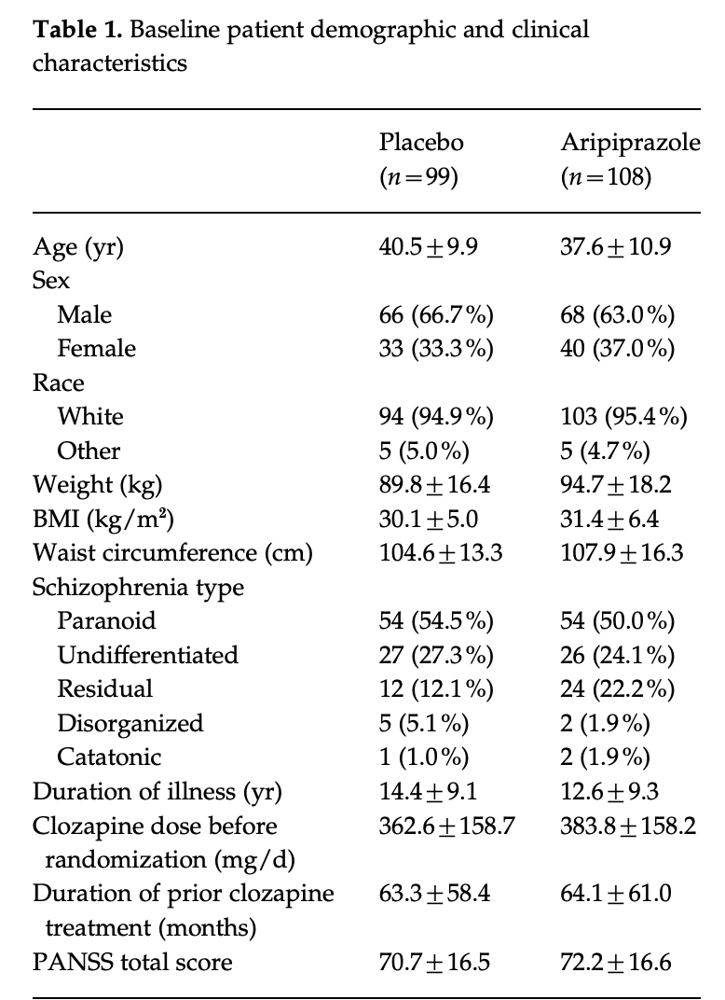 Table 1. Baseline patient demographic and clinical
characteristics
Placebo Aripiprazole
(n=99) (n=108)
Age (yr) 40.5±9.9 37.6±10.9
Sex
Male 66 (66.7%) 68 (63.0%)
Female 33 (33.3%) 40 (37.0%)
Race
White 94 (94.9%) 103 (95.4%)
Other 5 (5.0%) 5 (4.7%)
Weight (kg) 89.8±16.4 94.7±18.2
BMI (kg/m²) 30.1±5.0 31.4±6.4
Waist circumference (cm) 104.6±13.3 107.9±16.3
Schizophrenia type
Paranoid 54 (54.5%) 54 (50.0%)
Undifferentiated 27 (27.3%) 26 (24.1%)
Residual 12 (12.1%) 24 (22.2%)
Disorganized 5 (5.1%) 2 (1.9%)
Catatonic 1 (1.0%) 2 (1.9%)
Duration of illness (yr) 14.4±9.1 12.6±9.3
Clozapine dose before 362.6±158.7 383.8±158.2
randomization (mg/d)
Duration of prior clozapine 63.3±58.4 64.1±61.0
treatment (months)
PANSS total score 70.7±16.5 72.2±16.6